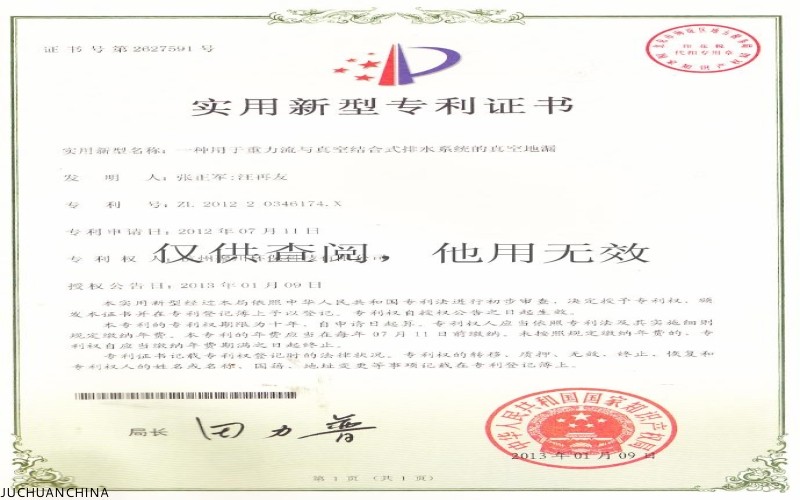 证书号第2627591号
实用新型专利证书
实用新型名称：一种用于重力流与真空结合式排水系统的真空地漏
发明人：张正军;汪再友
专利号：ZL 2012 2 0346174.X
专利申请日：2012年07月11日
仅供查阅，他用无效
专利权人：
授权公告日：2013年01月09日
本实用新型经过本局依照中华人民共和国专利法进行初步审查，决定授予专利权，颁
发本证书并在专利登记簿上予以登记。专利权自授权公告之日起生效。
本专利的专利权期限为十年，自申请日起算。专利权人应当依照专利法及其实施细则
规定缴纳年费。本专利的年费应当在每年07月11日前缴纳。未按照规定缴纳年费的，专
利权自应当缴纳年费期满之日起终止。
专利证书记载专利权登记时的法律状况。专利权的转移、质押、无效、终止、恢复和
专利权人的姓名或名称、国籍、地址变更等事项记载在专利登记簿上。
局长
田力普
中华人民共和国国家知识产权局
2013年01月09日
第1页（共1页）
JUCHUANCHINA